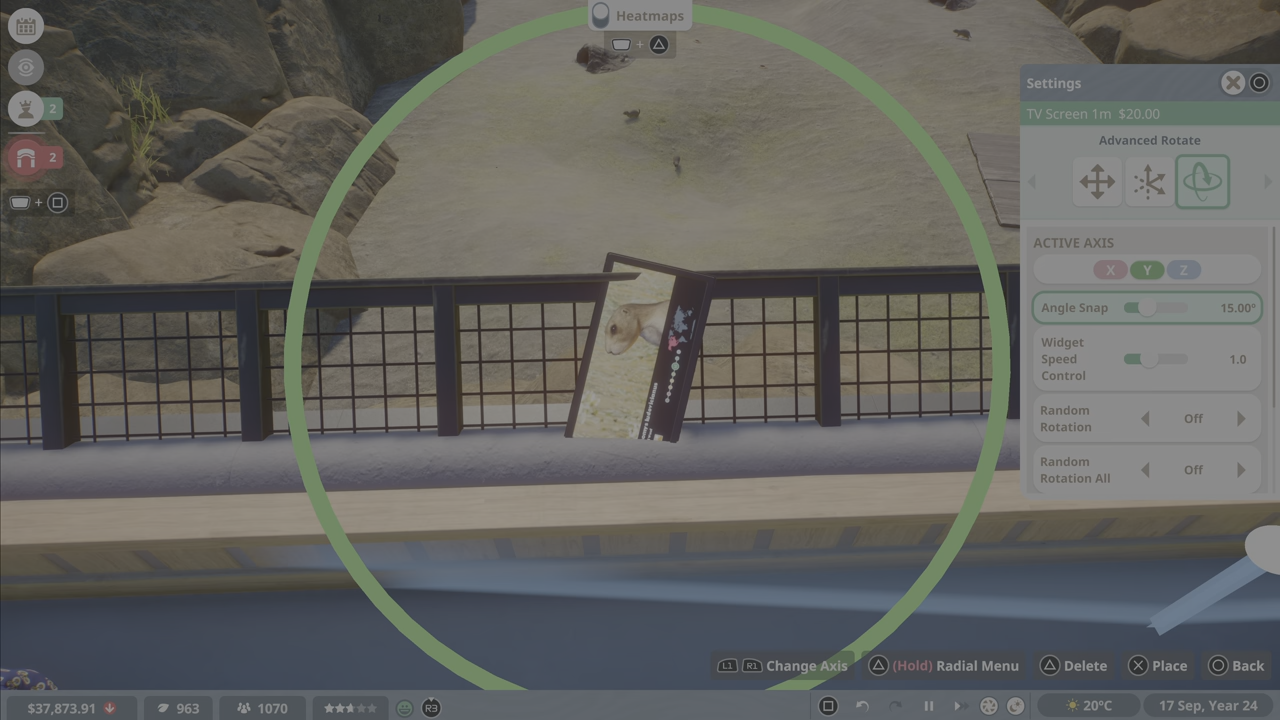 Heatmaps
+
2
2
+
Settings
TV Screen 1m $20.00
Advanced Rotate
ACTIVE AXIS
X Y Z
Angle Snap 15.00°
Widget
Speed
Control
1.0
Random
Rotation
Off
Random
Rotation All
Off
L1 R1 Change Axis
(Hold) Radial Menu
Delete
Place
Back
$37,873.91
963
1070
R3
20°C
17 Sep, Year 24